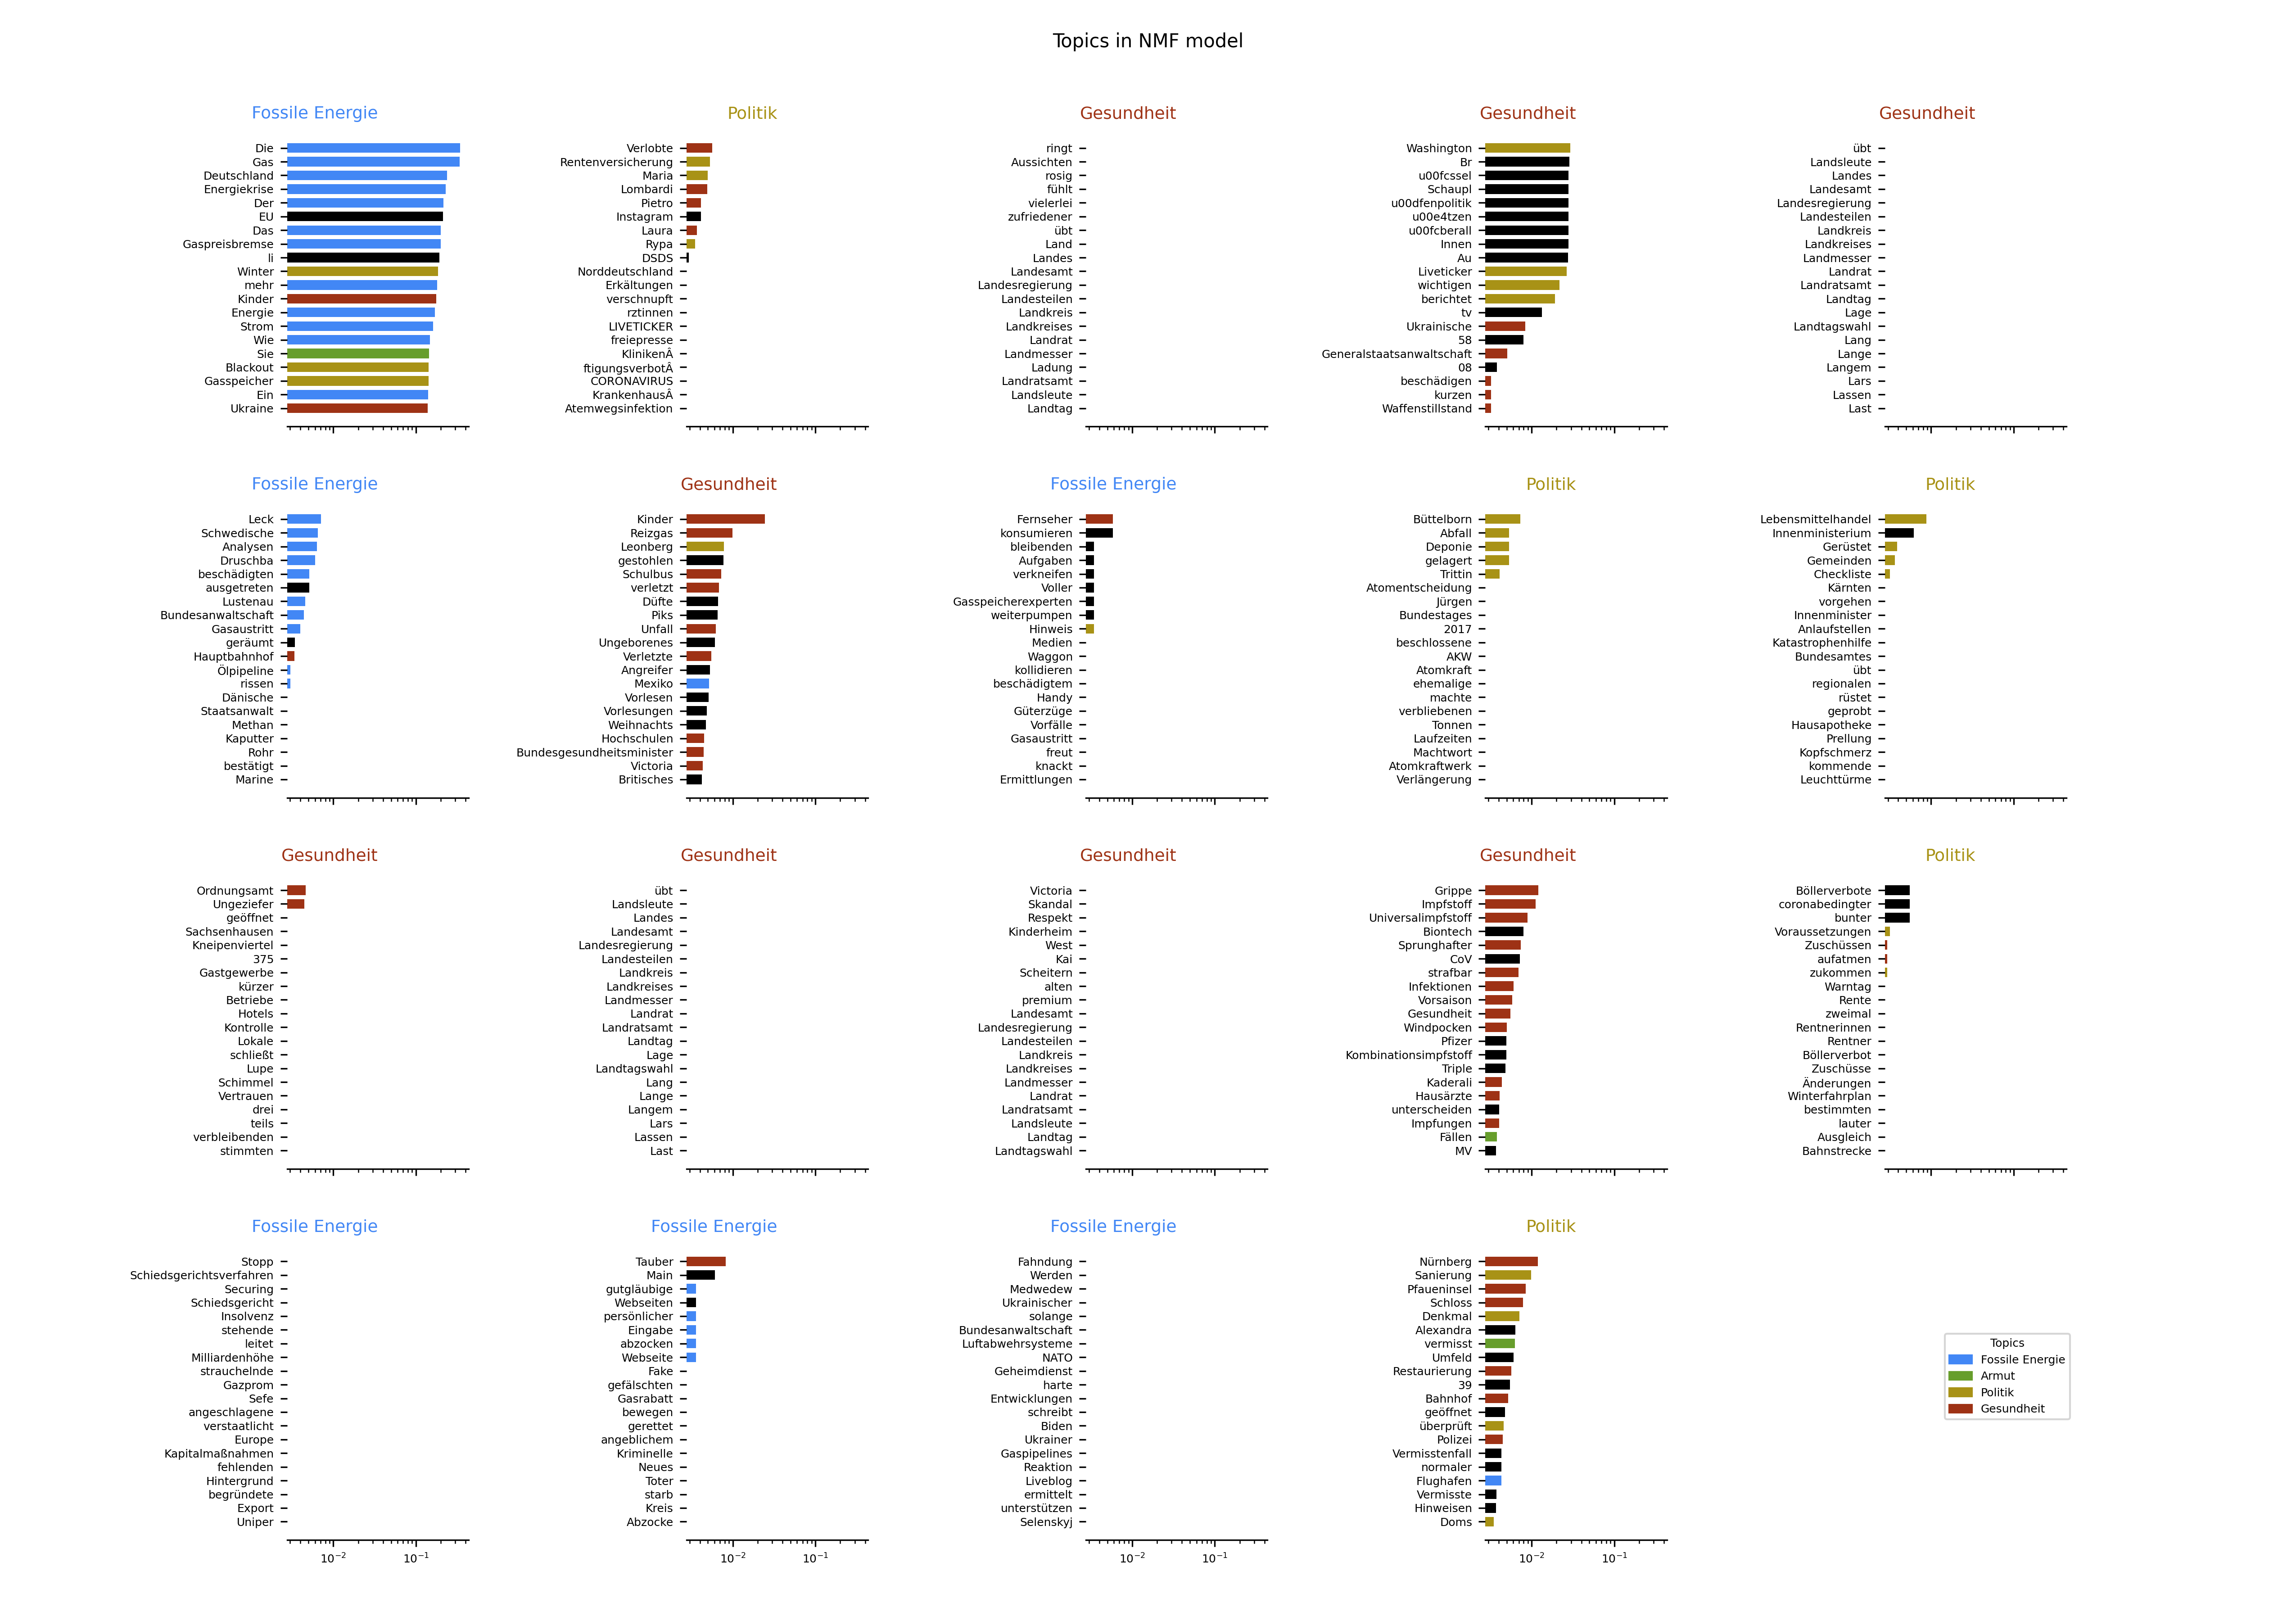 Topics in NMF model
Fossile Energie
Die
Gas
Deutschland
Energiekrise
Der
EU
Das
Gaspreisbremse
li
Winter
mehr
Kinder
Energie
Strom
Wie
Sie
Blackout
Gasspeicher
Ein
Ukraine
Politik
Verlobte
Rentenversicherung
Maria
Lombardi
Pietro
Instagram
Laura
Rypa
DSDS
Norddeutschland
Erkältungen
verschnupft
rztinnen
LIVETICKER
freiepresse
KlinikenÂ
ftigungsverbotÂ
CORONAVIRUS
KrankenhausÂ
Atemwegsinfektion
Gesundheit
ringt
Aussichten
rosig
fühlt
vielerlei
zufriedener
übt
Land
Landes
Landesamt
Landesregierung
Landesteilen
Landkreis
Landkreises
Landrat
Landmesser
Ladung
Landratsamt
Landsleute
Landtag
Gesundheit
Washington
Br
u00fcssel
Schaupl
u00dfenpolitik
u00e4tzen
u00fcberall
Innen
Au
Liveticker
wichtigen
berichtet
tv
Ukrainische
58
Generalstaatsanwaltschaft
08
beschädigen
kurzen
Waffenstillstand
Gesundheit
übt
Landsleute
Landes
Landesamt
Landesregierung
Landesteilen
Landkreis
Landkreises
Landmesser
Landrat
Landratsamt
Landtag
Lage
Landtagswahl
Lang
Lange
Langem
Lars
Lassen
Last
Fossile Energie
Leck
Schwedische
Analysen
Druschba
beschädigten
ausgetreten
Lustenau
Bundesanwaltschaft
Gasaustritt
geräumt
Hauptbahnhof
Ölpipeline
rissen
Dänische
Staatsanwalt
Methan
Kaputter
Rohr
bestätigt
Marine
Gesundheit
Kinder
Reizgas
Leonberg
gestohlen
Schulbus
verletzt
Düfte
Piks
Unfall
Ungeborenes
Verletzte
Angreifer
Mexiko
Vorlesen
Vorlesungen
Weihnachts
Hochschulen
Bundesgesundheitsminister
Victoria
Britisches
Fossile Energie
Fernseher
konsumieren
bleibenden
Aufgaben
verkneifen
Voller
Gasspeicherexperten
weiterpumpen
Hinweis
Medien
Waggon
kollidieren
beschädigtem
Handy
Güterzüge
Vorfälle
Gasaustritt
freut
knackt
Ermittlungen
Politik
Büttelborn
Abfall
Deponie
gelagert
Trittin
Atomentscheidung
Jürgen
Bundestages
2017
beschlossene
AKW
Atomkraft
ehemalige
machte
verbliebenen
Tonnen
Laufzeiten
Machtwort
Atomkraftwerk
Verlängerung
Politik
Lebensmittelhandel
Innenministerium
Gerüstet
Gemeinden
Checkliste
Kärnten
vorgehen
Innenminister
Anlaufstellen
Katastrophenhilfe
Bundesamtes
übt
regionalen
rüstet
geprobt
Hausapotheke
Prellung
Kopfschmerz
kommende
Leuchttürme
Gesundheit
Ordnungsamt
Ungeziefer
geöffnet
Sachsenhausen
Kneipenviertel
375
Gastgewerbe
kürzer
Betriebe
Hotels
Kontrolle
Lokale
schließt
Lupe
Schimmel
Vertrauen
drei
teils
verbleibenden
stimmten
Gesundheit
übt
Landsleute
Landes
Landesamt
Landesregierung
Landesteilen
Landkreis
Landkreises
Landmesser
Landrat
Landratsamt
Landtag
Lage
Landtagswahl
Lang
Lange
Langem
Lars
Lassen
Last
Gesundheit
Victoria
Skandal
Respekt
Kinderheim
West
Kai
Scheitern
alten
premium
Landesamt
Landesregierung
Landesteilen
Landkreis
Landkreises
Landmesser
Landrat
Landratsamt
Landsleute
Landtag
Landtagswahl
Gesundheit
Grippe
Impfstoff
Universalimpfstoff
Biontech
Sprunghafter
CoV
strafbar
Infektionen
Vorsaison
Gesundheit
Windpocken
Pfizer
Kombinationsimpfstoff
Triple
Kaderali
Hausärzte
unterscheiden
Impfungen
Fällen
MV
Politik
Böllerverbote
coronabedingter
bunter
Voraussetzungen
Zuschüssen
aufatmen
zukommen
Warntag
Rente
zweimal
Rentnerinnen
Rentner
Böllerverbot
Zuschüsse
Änderungen
Winterfahrplan
bestimmten
lauter
Ausgleich
Bahnstrecke
Fossile Energie
Stopp
Schiedsgerichtsverfahren
Securing
Schiedsgericht
Insolvenz
stehende
leitet
Milliardenhöhe
strauchelnde
Gazprom
Sefe
angeschlagene
verstaatlicht
Europe
Kapitalmaßnahmen
fehlenden
Hintergrund
begründete
Export
Uniper
10⁻² 10⁻¹
Fossile Energie
Tauber
Main
gutgläubige
Webseiten
persönlicher
Eingabe
abzocken
Webseite
Fake
gefälschten
Gasrabatt
bewegen
gerettet
angeblichem
Kriminelle
Neues
Toter
starb
Kreis
Abzocke
10⁻² 10⁻¹
Fossile Energie
Fahndung
Werden
Medwedew
Ukrainischer
solange
Bundesanwaltschaft
Luftabwehrsysteme
NATO
Geheimdienst
harte
Entwicklungen
schreibt
Biden
Ukrainer
Gaspipelines
Reaktion
Liveblog
ermittelt
unterstützen
Selenskyj
10⁻² 10⁻¹
Politik
Nürnberg
Sanierung
Pfaueninsel
Schloss
Denkmal
Alexandra
vermisst
Umfeld
Restaurierung
39
Bahnhof
geöffnet
überprüft
Polizei
Vermisstenfall
normaler
Flughafen
Vermisste
Hinweisen
Doms
10⁻² 10⁻¹
Topics
Fossile Energie
Armut
Politik
Gesundheit